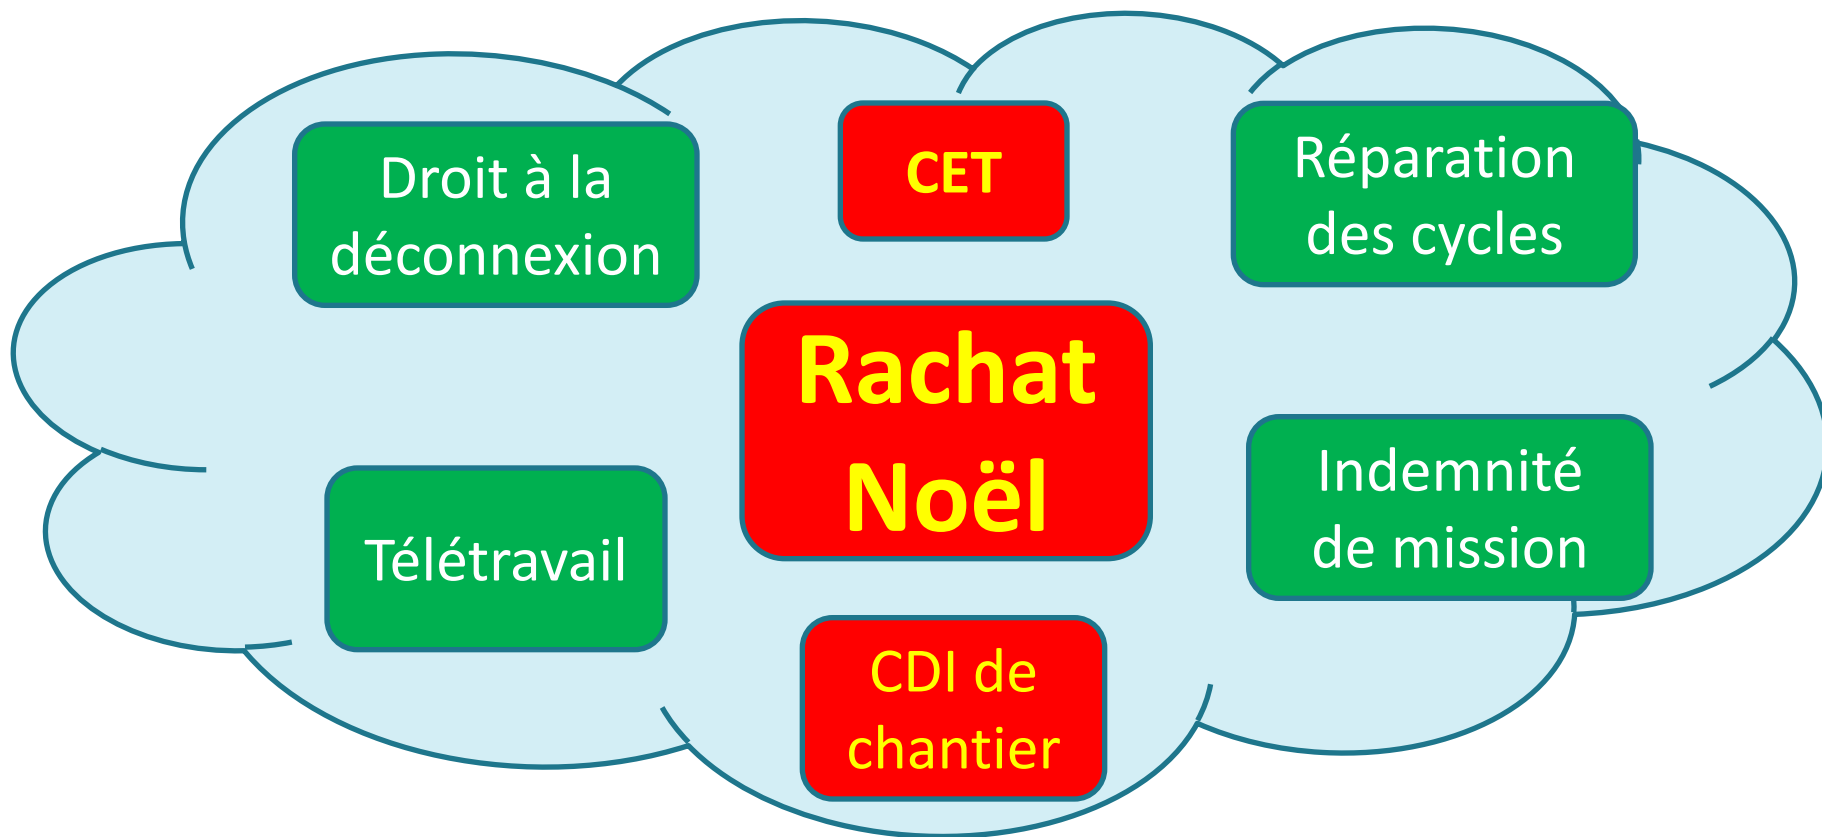 Droit à la
déconnexion
CET
Réparation
des cycles
Rachat
Noël
Télétravail
Indemnité
de mission
CDI de
chantier